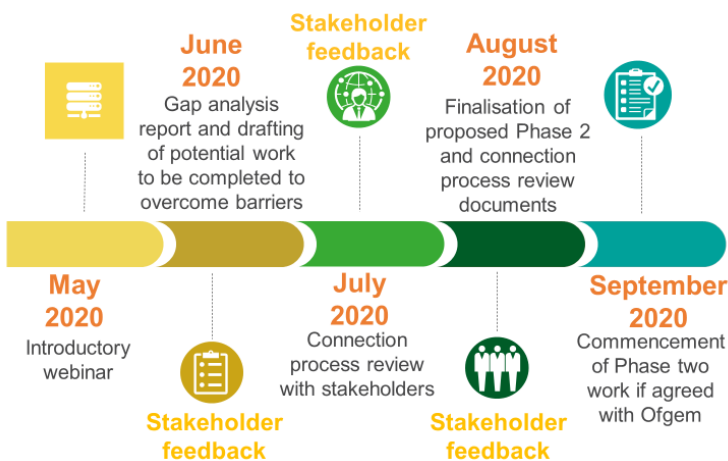 June
2020
Gap analysis
report and drafting
of potential work
to be completed to
overcome barriers
Stakeholder
feedback
August
2020
Finalisation of
proposed Phase 2
and connection
process review
documents
May
2020
Introductory
webinar
Stakeholder
feedback
July
2020
Connection
process review
with stakeholders
Stakeholder
feedback
September
2020
Commencement
of Phase two
work if agreed
with Ofgem